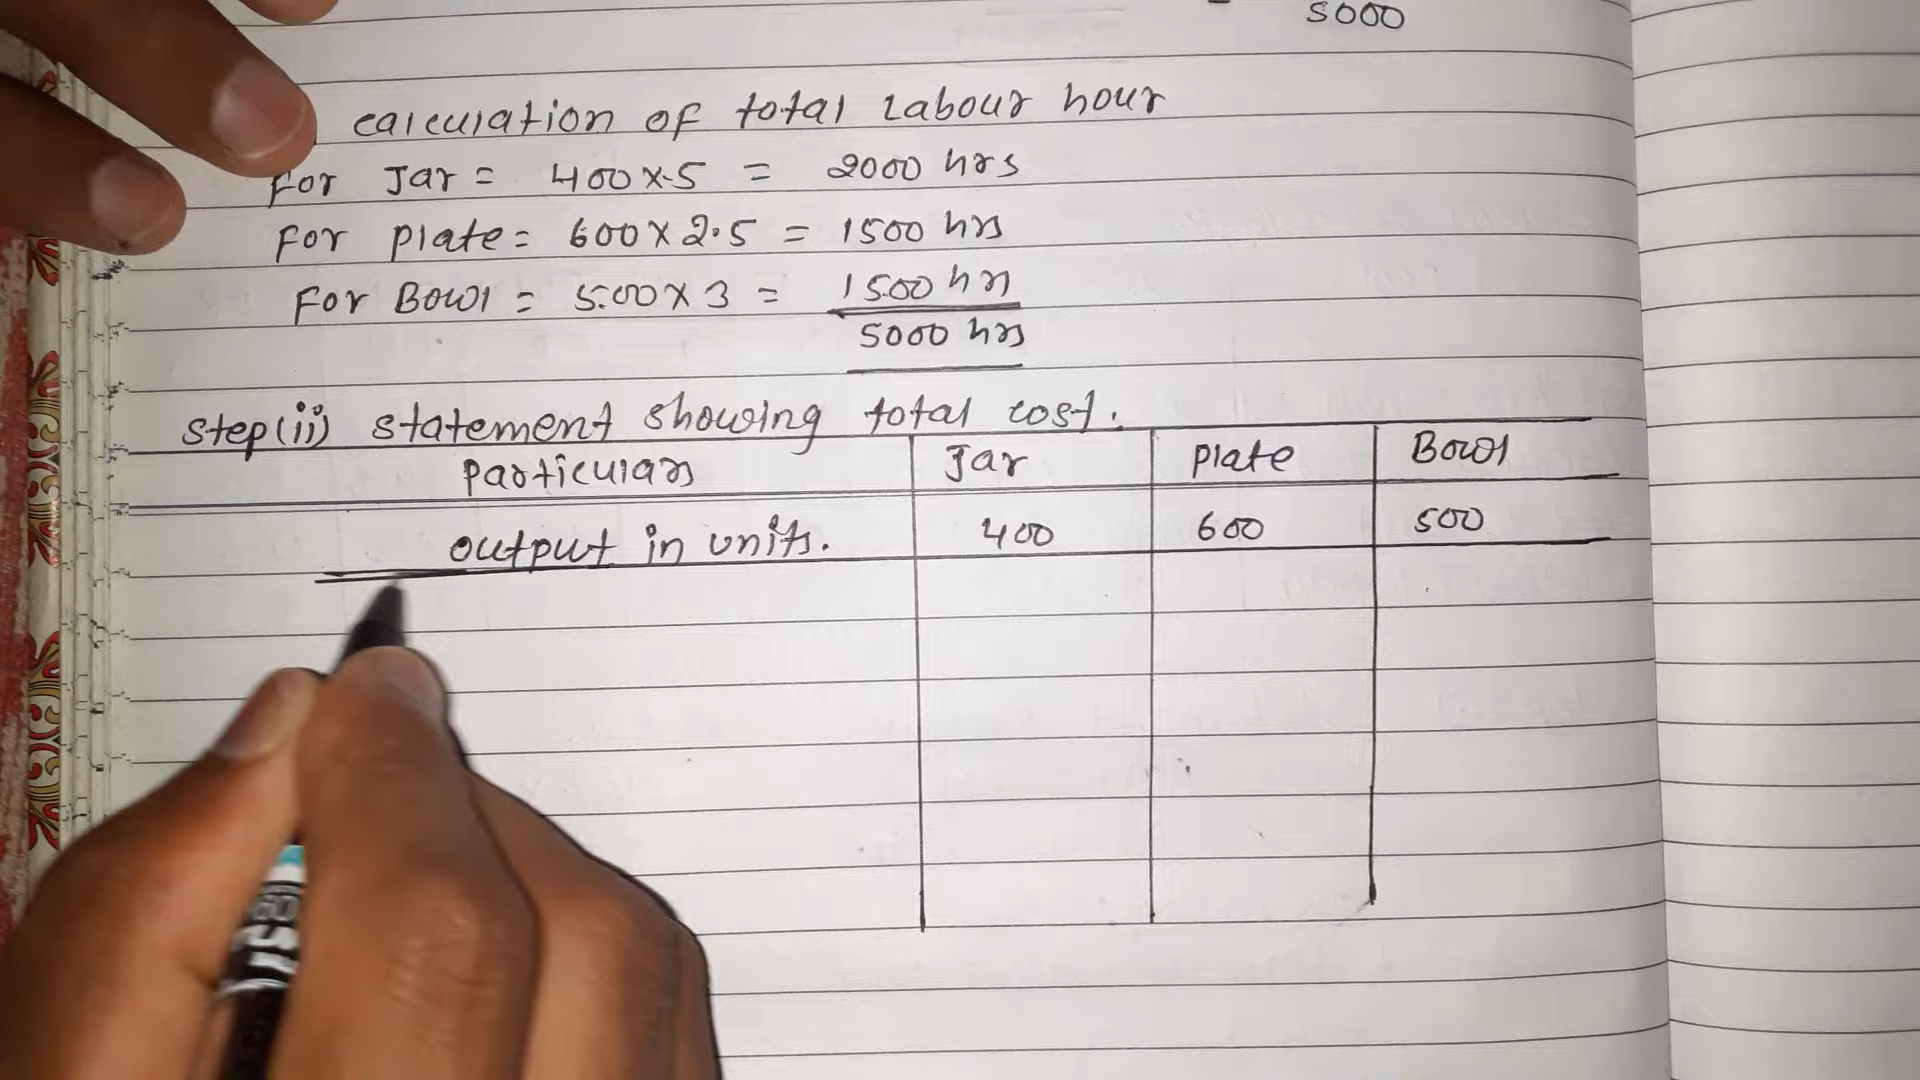 5000
calculation of total Labour hour
For Jar = 400 x 5 = 2000 hrs
For plate = 600 x 2.5 = 1500 hrs
For Bowl = 500 x 3 = 1500 hrs
5000 hrs
step(ii) statement showing total cost.
particulars Jar plate Bowl
output in units. 400 600 500